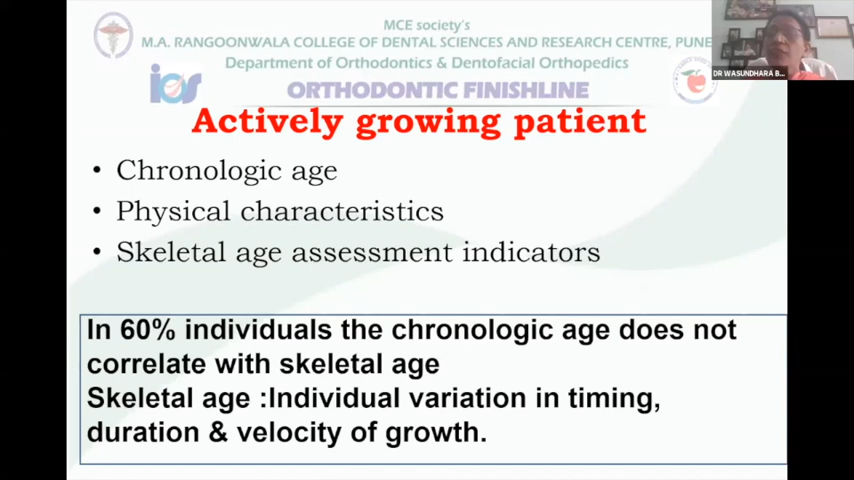 MCE society's
M.A. RANGOONWALA COLLEGE OF DENTAL SCIENCES AND RESEARCH CENTRE, PUNE
Department of Orthodontics & Dentofacial Orthopedics
ios
ORTHODONTIC FINISHLINE
DR WASUNDHARA B...
Actively growing patient
• Chronologic age
• Physical characteristics
• Skeletal age assessment indicators
In 60% individuals the chronologic age does not
correlate with skeletal age
Skeletal age :Individual variation in timing,
duration & velocity of growth.